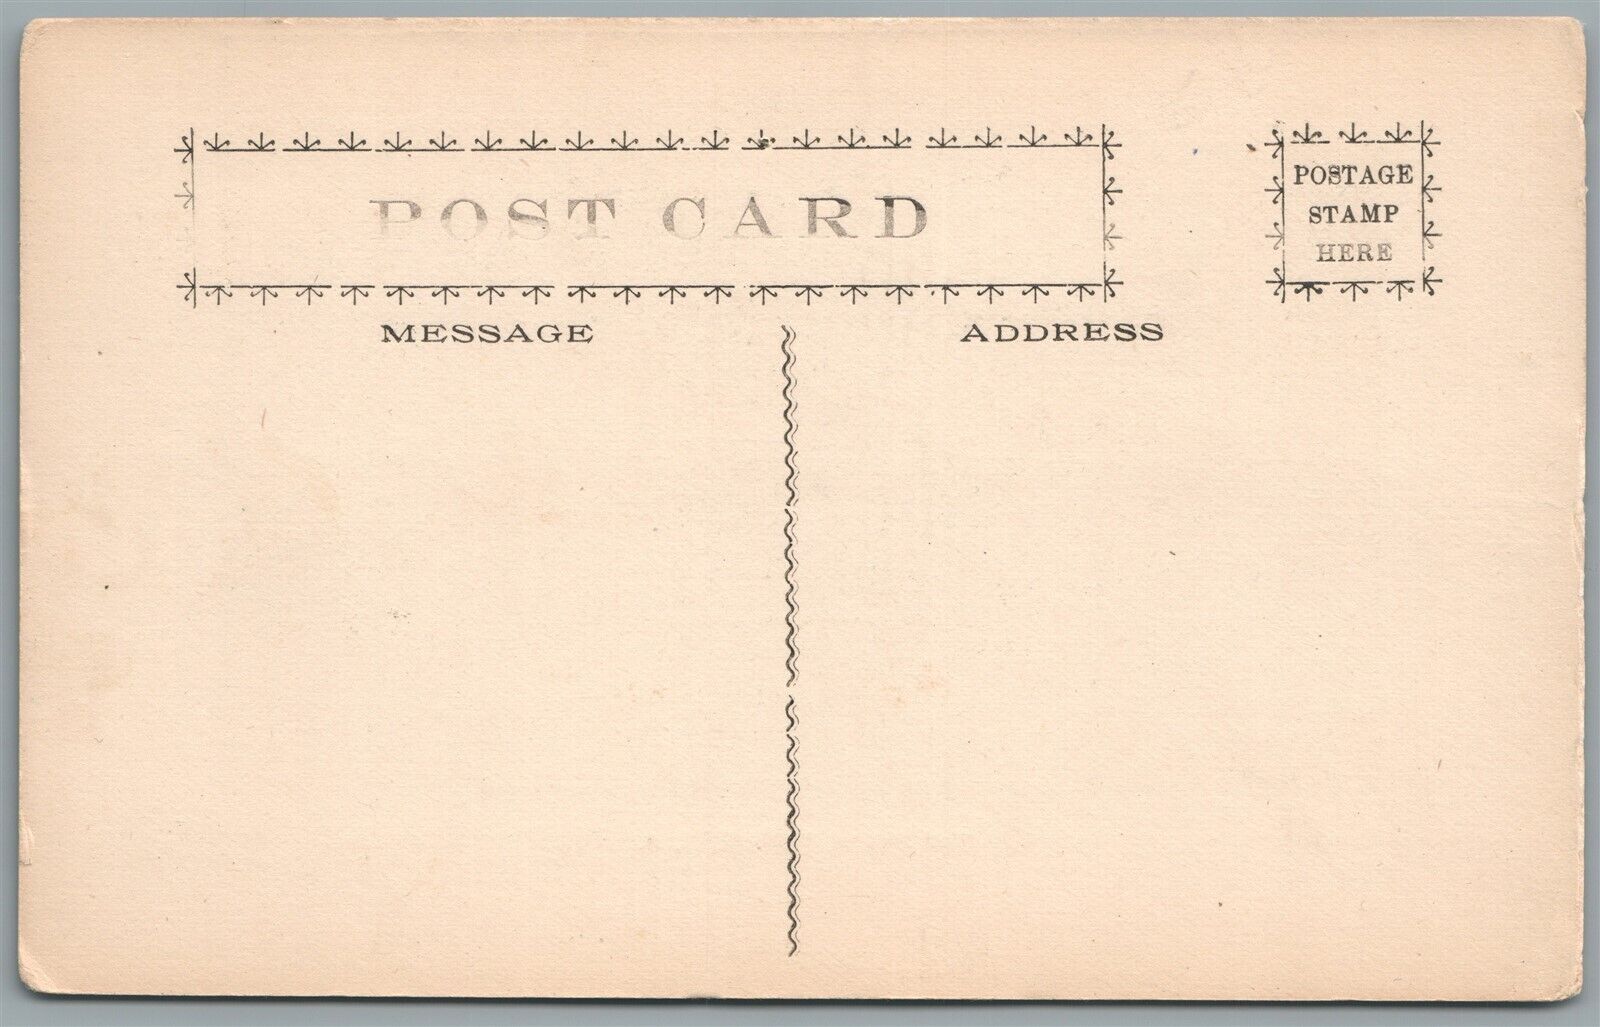 POST CARD
POSTAGE
STAMP
HERE
MESSAGE
ADDRESS